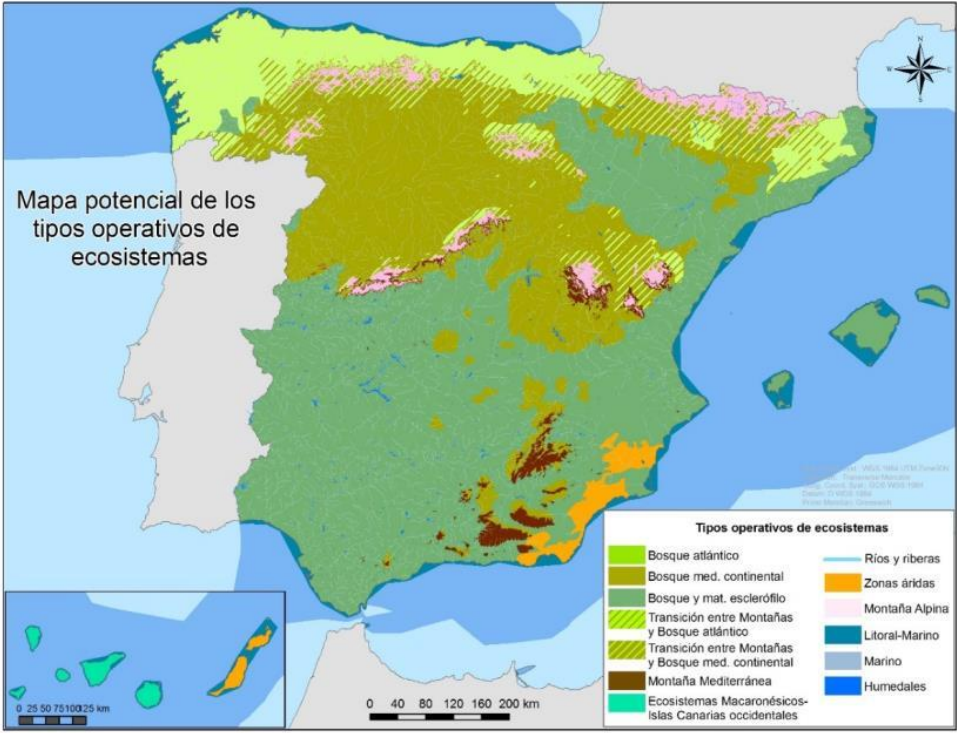 N
W
E
S
Mapa potencial de los
tipos operativos de
ecosistemas
Tipos operativos de ecosistemas
Bosque atlántico
Bosque med. continental
Bosque y mat. esclerófilo
Transición entre Montañas
y Bosque atlántico
Transición entre Montañas
y Bosque med. continental
Montaña Mediterránea
Ecosistemas Macaronésicos-
Islas Canarias occidentales
Ríos y riberas
Zonas áridas
Montaña Alpina
Litoral-Marino
Marino
Humedales
0 25 50 75 100 125 km
0 40 80 120 160 200 km